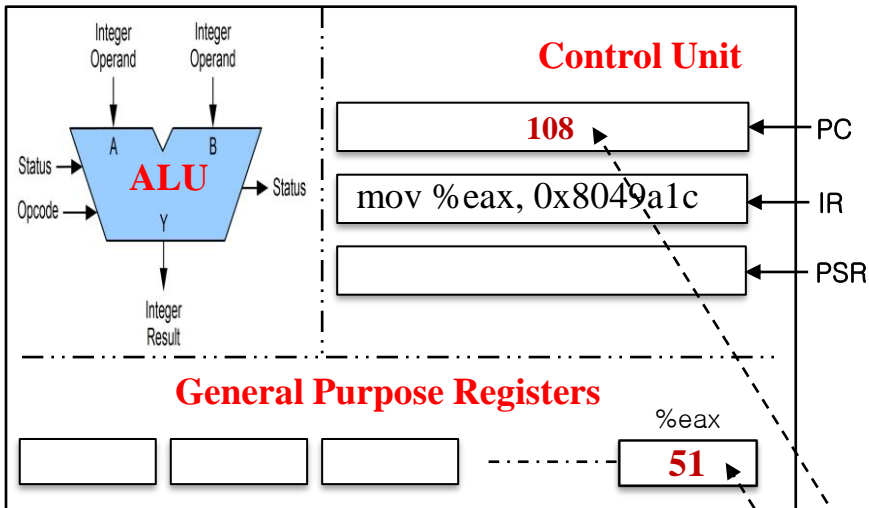 Integer
Operand
Integer
Operand
Control Unit
A
B
108
PC
Status
ALU
Status
mov %eax, 0x8049a1c
IR
Opcode
Y
PSR
Integer
Result
General Purpose Registers
%eax
51